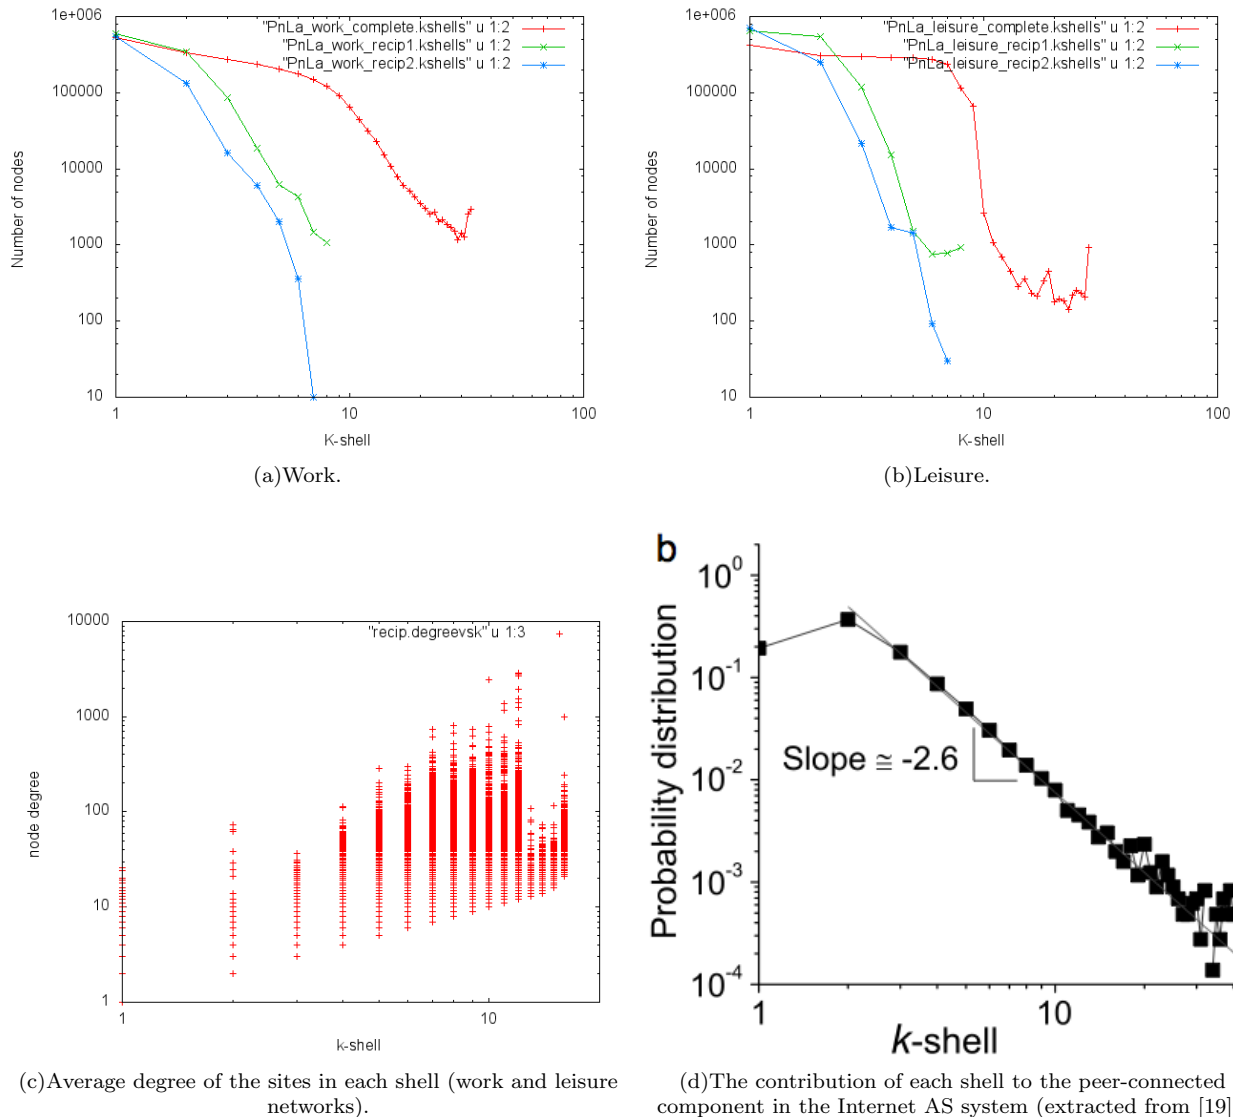 1e+006
100000
10000
1000
100
10
1
10
100
Number of nodes
K-shell
"PnLa_work_complete.kshells" u 1:2
"PnLa_work_recip1.kshells" u 1:2
"PnLa_work_recip2.kshells" u 1:2
(a)Work.
1e+006
100000
10000
1000
100
10
1
10
100
Number of nodes
K-shell
"PnLa_leisure_complete.kshells" u 1:2
"PnLa_leisure_recip1.kshells" u 1:2
"PnLa_leisure_recip2.kshells" u 1:2
(b)Leisure.
10000
1000
100
10
1
1
10
node degree
k-shell
"recip.degreevsk" u 1:3
(c)Average degree of the sites in each shell (work and leisure
networks).
b
10^0
10^-1
10^-2
10^-3
10^-4
1
10
Probability distribution
Slope ≅ -2.6
k-shell
(d)The contribution of each shell to the peer-connected
component in the Internet AS system (extracted from [19]